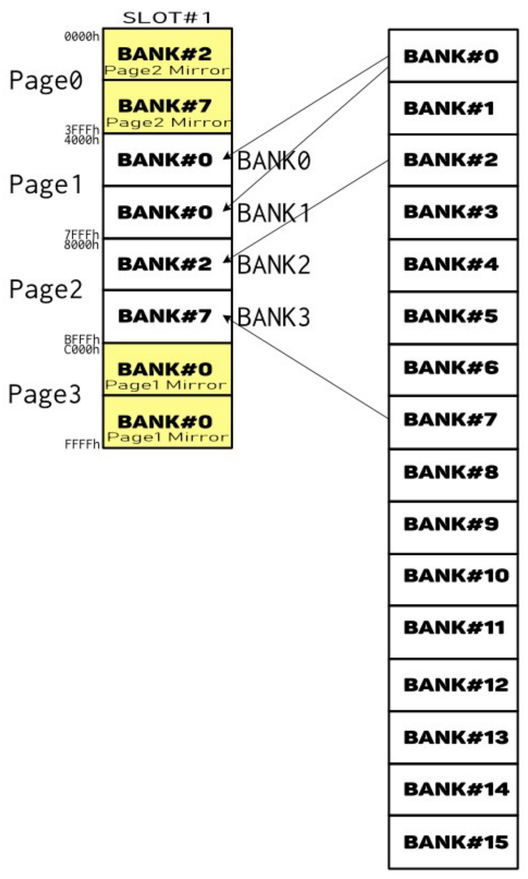 SLOT#1
0000h
BANK#2
Page2 Mirror
Page0
BANK#7
Page2 Mirror
3FFFh
4000h
BANK#0
BANK0
Page1
BANK#0
BANK1
7FFFh
8000h
BANK#2
BANK2
Page2
BANK#7
BANK3
BFFFh
C000h
BANK#0
Page1 Mirror
Page3
BANK#0
Page1 Mirror
FFFFh
BANK#0
BANK#1
BANK#2
BANK#3
BANK#4
BANK#5
BANK#6
BANK#7
BANK#8
BANK#9
BANK#10
BANK#11
BANK#12
BANK#13
BANK#14
BANK#15